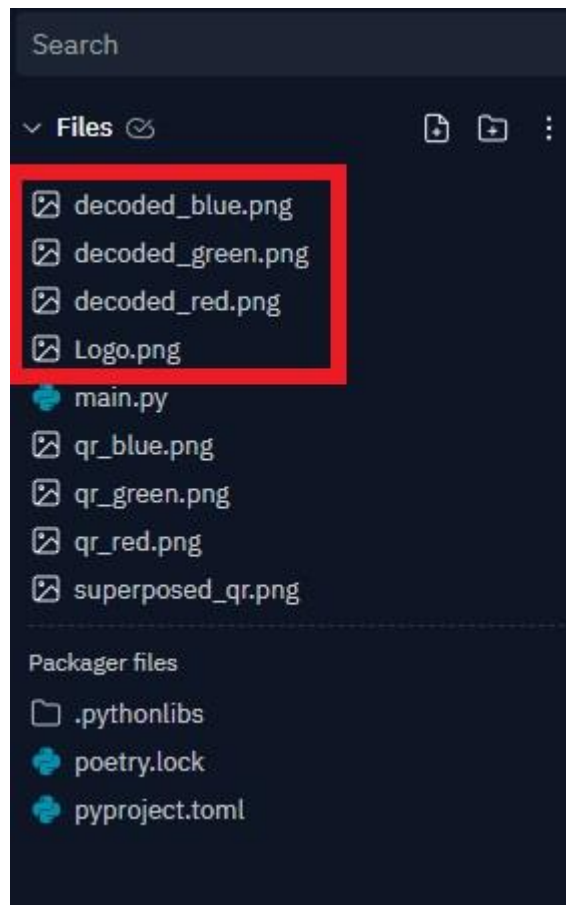 Search
Files
decoded_blue.png
decoded_green.png
decoded_red.png
Logo.png
main.py
qr_blue.png
qr_green.png
qr_red.png
superposed_qr.png
Packager files
.pythonlibs
poetry.lock
pyproject.toml